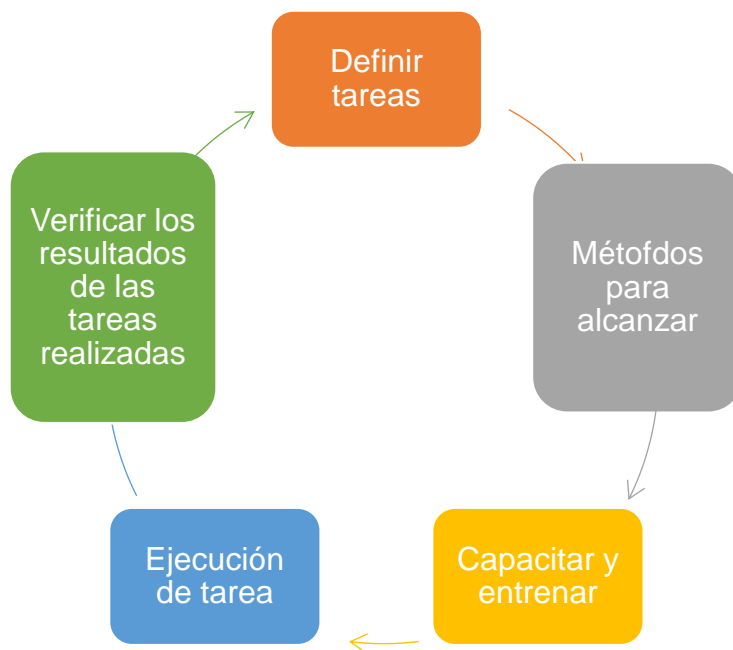 Definir
tareas
Métofdos
para
alcanzar
Capacitar y
entrenar
Ejecución
de tarea
Verificar los
resultados
de las
tareas
realizadas